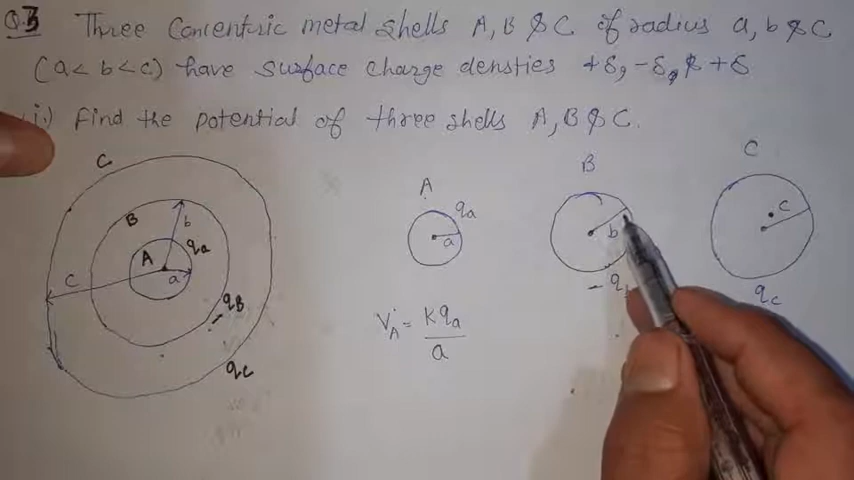 Q.3 Three Concentric metal shells A, B & C of radius a, b & C
(a < b < c) have surface charge densties +δ, -δ, & +δ
i.) Find the potential of three shells A, B & C.
C
B
b
A
qa
a
C
-qB
qC
A
qa
a
VA = Kqa/a
B
b
C
c
qc